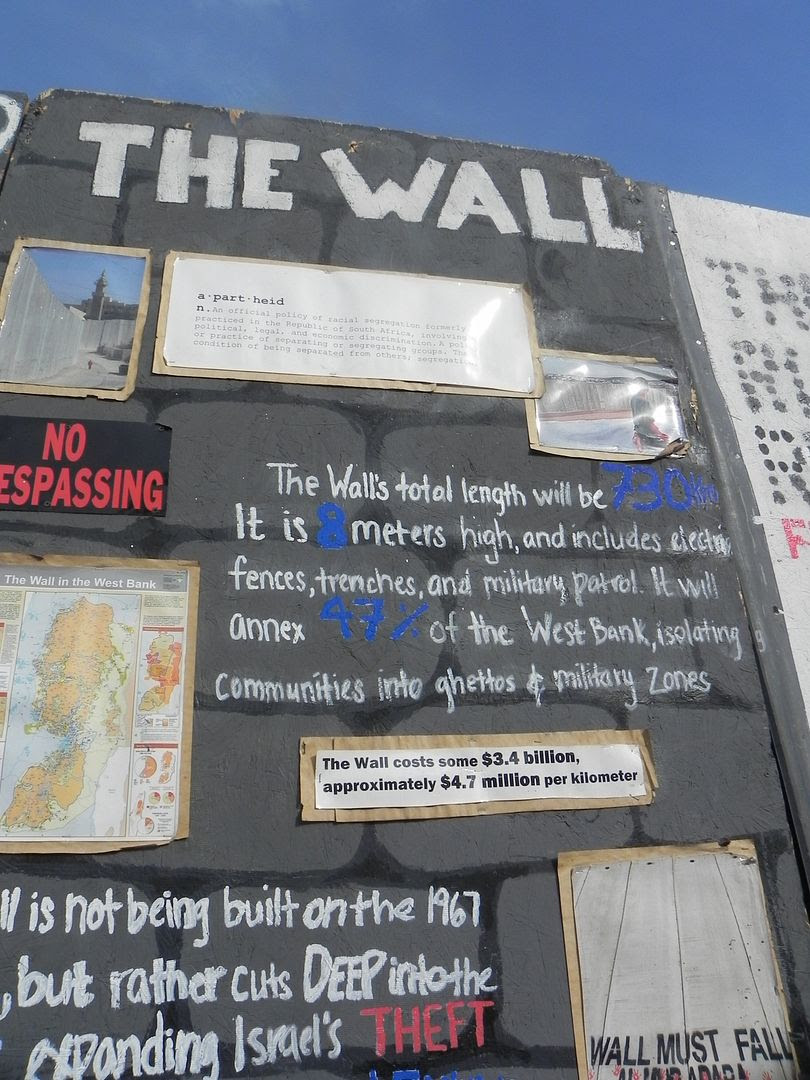 THE WALL
a·part·heid
n. An official policy of racial segregation formerly
practiced in the Republic of South Africa, involving
political, legal, and economic discrimination. A
or practice of separating or segregating groups.
condition of being separated from others;
NO
ESPASSING
The Wall's total length will be 730
It is 8 meters high, and includes electri
fences, trenches, and military patrol. It will
annex 47% of the West Bank, isolating
Communities into ghettos & military zones
The Wall in the West Bank
The Wall costs some $3.4 billion,
approximately $4.7 million per kilometer
ll is not being built on the 1967
, but rather cuts DEEP into the
expanding Israel's THEFT
WALL MUST FALL